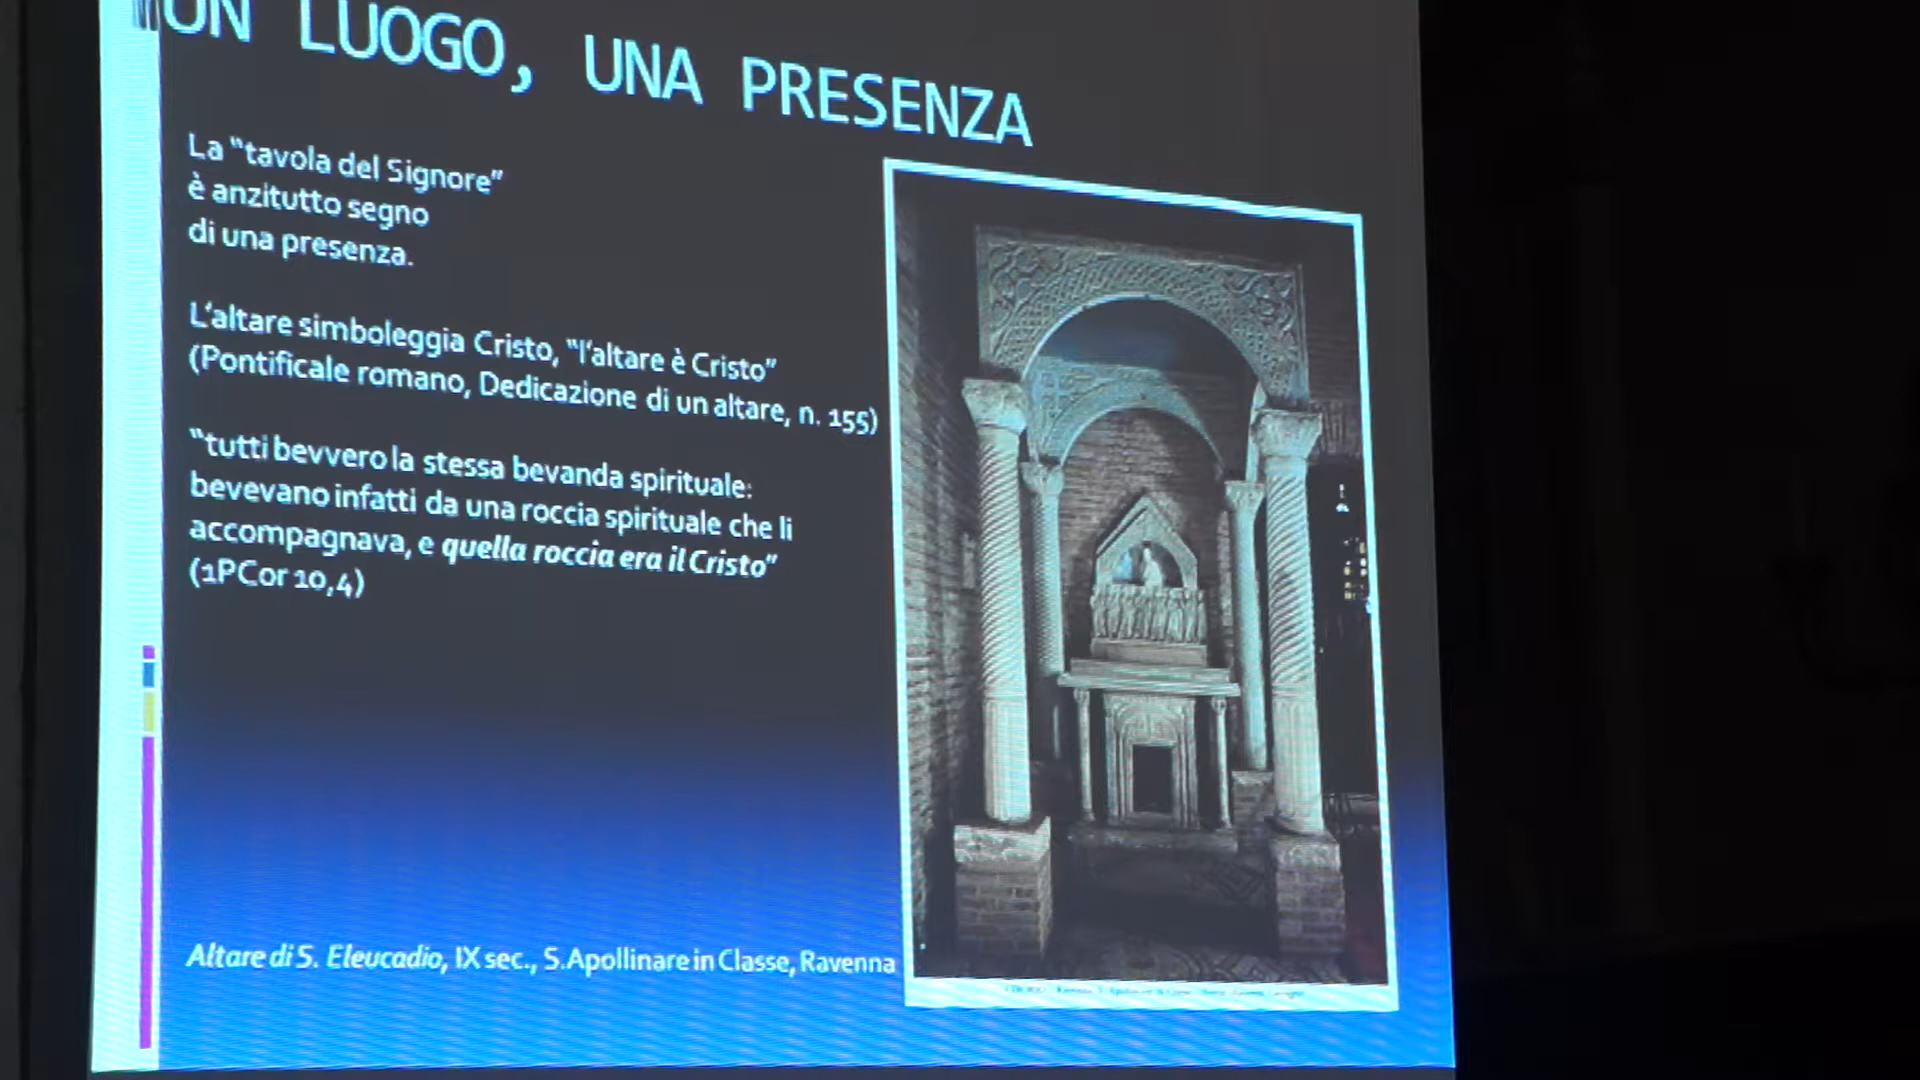 UN LUOGO, UNA PRESENZA
La "tavola del Signore"
è anzitutto segno
di una presenza.
L'altare simboleggia Cristo, "l'altare è Cristo"
(Pontificale romano, Dedicazione di un altare, n. 155)
"tutti bevvero la stessa bevanda spirituale:
bevevano infatti da una roccia spirituale che li
accompagnava, e quella roccia era il Cristo"
(1PCor 10,4)
Altare di S. Eleucadio, IX sec., S.Apollinare in Classe, Ravenna